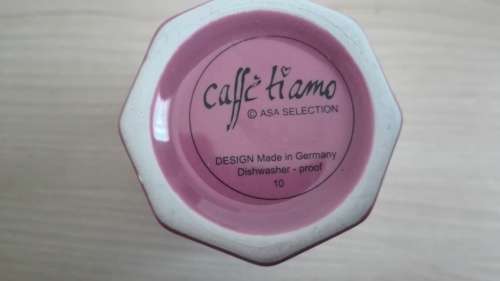 caffè ti amo
© ASA SELECTION
DESIGN Made in Germany
Dishwasher - proof
10